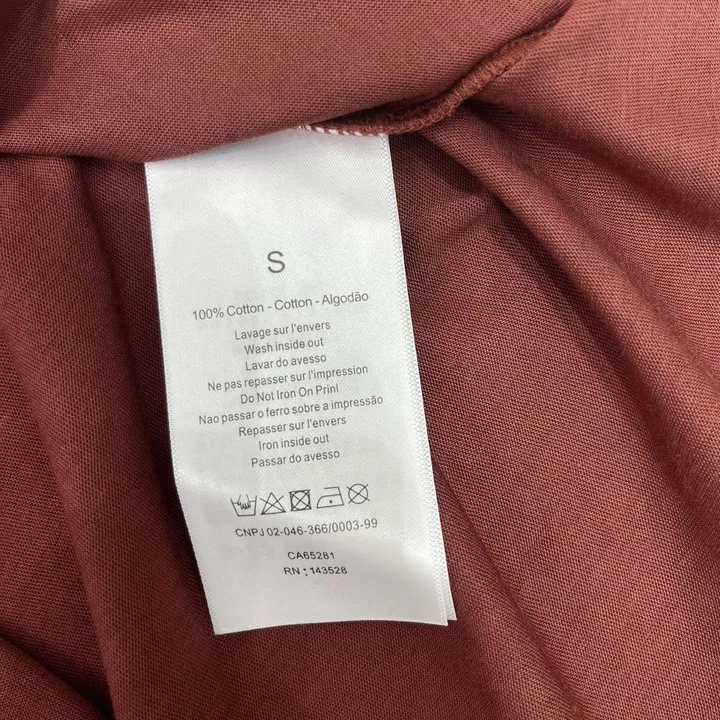 S
100% Cotton - Cotton - Algodão
Lavage sur l'envers
Wash inside out
Lavar do avesso
Ne pas repasser sur l'impression
Do Not Iron On Prinl
Nao passar o ferro sobre a impressão
Repasser sur l'envers
Iron inside out
Passar do avesso
CNPJ 02-046-366/0003-99
CA65281
RN : 143528